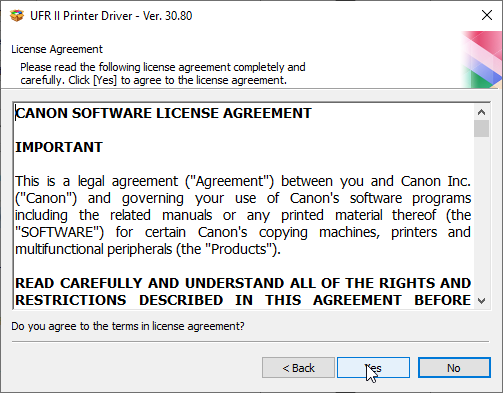 UFR II Printer Driver - Ver. 30.80
License Agreement
Please read the following license agreement completely and
carefully. Click [Yes] to agree to the license agreement.
CANON SOFTWARE LICENSE AGREEMENT
IMPORTANT
This is a legal agreement ("Agreement") between you and Canon Inc.
("Canon") and governing your use of Canon's software programs
including the related manuals or any printed material thereof (the
"SOFTWARE") for certain Canon's copying machines, printers and
multifunctional peripherals (the "Products").
READ CAREFULLY AND UNDERSTAND ALL OF THE RIGHTS AND
RESTRICTIONS DESCRIBED IN THIS AGREEMENT BEFORE
Do you agree to the terms in license agreement?
< Back Yes No